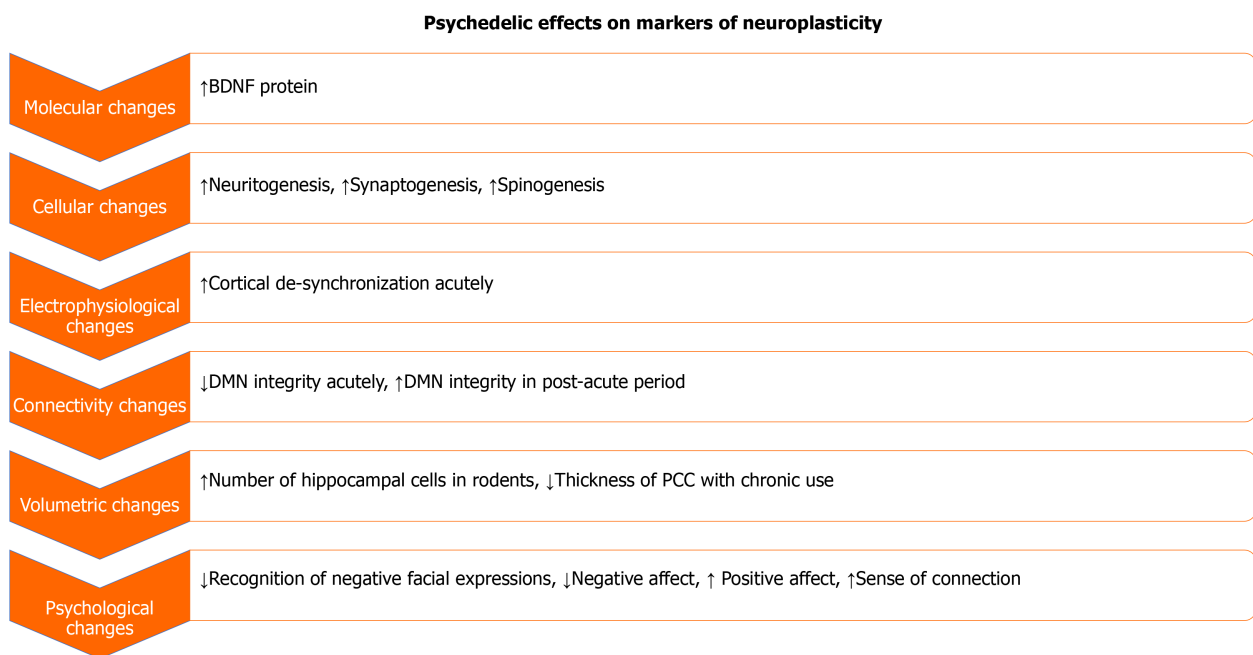 Psychedelic effects on markers of neuroplasticity
Molecular changes
↑BDNF protein
Cellular changes
↑Neuritogenesis, ↑Synaptogenesis, ↑Spinogenesis
Electrophysiological
changes
↑Cortical de-synchronization acutely
Connectivity changes
↓DMN integrity acutely, ↑DMN integrity in post-acute period
Volumetric changes
↑Number of hippocampal cells in rodents, ↓Thickness of PCC with chronic use
Psychological
changes
↓Recognition of negative facial expressions, ↓Negative affect, ↑ Positive affect, ↑Sense of connection